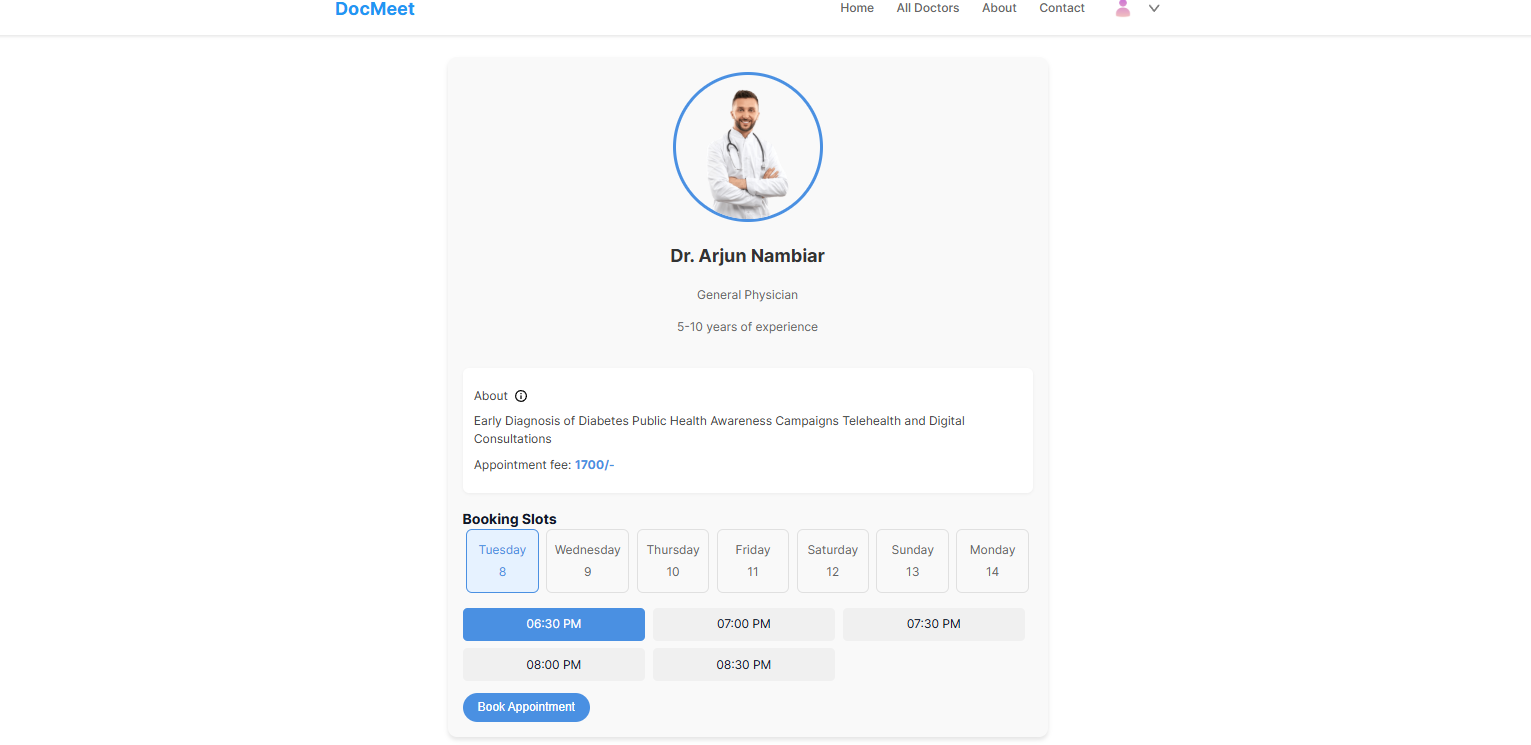 DocMeet
Home All Doctors About Contact
Dr. Arjun Nambiar
General Physician
5-10 years of experience
About
Early Diagnosis of Diabetes Public Health Awareness Campaigns Telehealth and Digital
Consultations
Appointment fee: 1700/-
Booking Slots
Tuesday Wednesday Thursday Friday Saturday Sunday Monday
8 9 10 11 12 13 14
06:30 PM 07:00 PM 07:30 PM
08:00 PM 08:30 PM
Book Appointment